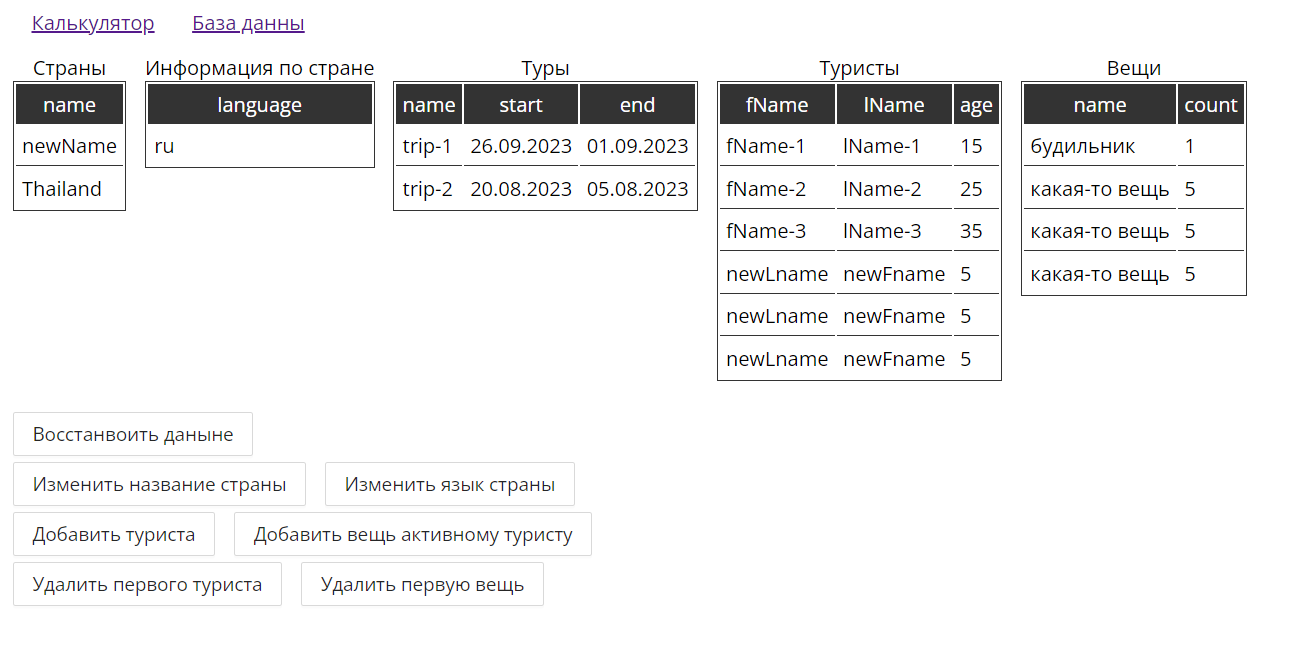 Калькулятор База данны
Страны Информация по стране Туры Туристы Вещи
name language name start end fName lName age name count
newName ru trip-1 26.09.2023 01.09.2023 fName-1 lName-1 15 будильник 1
Thailand trip-2 20.08.2023 05.08.2023 fName-2 lName-2 25 какая-то вещь 5
fName-3 lName-3 35 какая-то вещь 5
newLname newFname 5 какая-то вещь 5
newLname newFname 5
newLname newFname 5
Восстанвоить даныне
Изменить название страны Изменить язык страны
Добавить туриста Добавить вещь активному туристу
Удалить первого туриста Удалить первую вещь